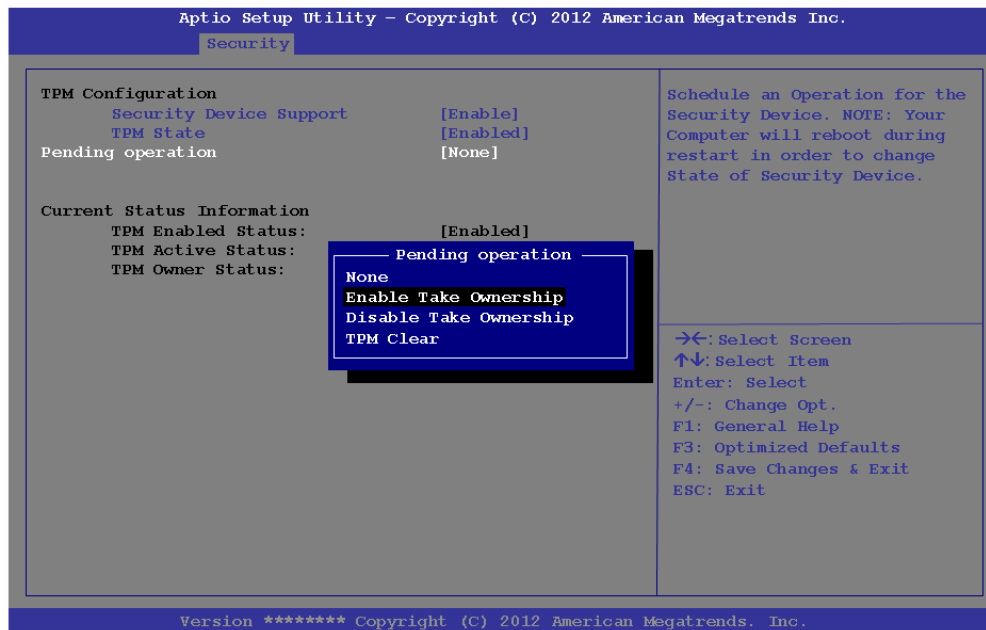 Aptio Setup Utility – Copyright (C) 2012 American Megatrends Inc.
Security
TPM Configuration
Security Device Support [Enable]
TPM State [Enabled]
Pending operation [None]
Current Status Information
TPM Enabled Status: [Enabled]
TPM Active Status:
TPM Owner Status:
Pending operation
None
Enable Take Ownership
Disable Take Ownership
TPM Clear
Schedule an Operation for the
Security Device. NOTE: Your
Computer will reboot during
restart in order to change
State of Security Device.
→←: Select Screen
↑↓: Select Item
Enter: Select
+/-: Change Opt.
F1: General Help
F3: Optimized Defaults
F4: Save Changes & Exit
ESC: Exit
Version ******** Copyright (C) 2012 American Megatrends. Inc.